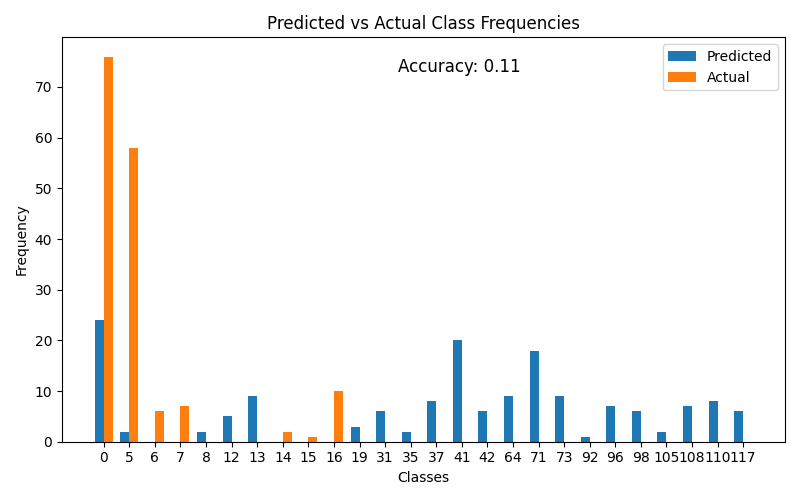 Predicted vs Actual Class Frequencies
Accuracy: 0.11
Predicted
Actual
Frequency
70
60
50
40
30
20
10
0
0 5 6 7 8 12 13 14 15 16 19 31 35 37 41 42 64 71 73 92 96 98 105 108 110 117
Classes